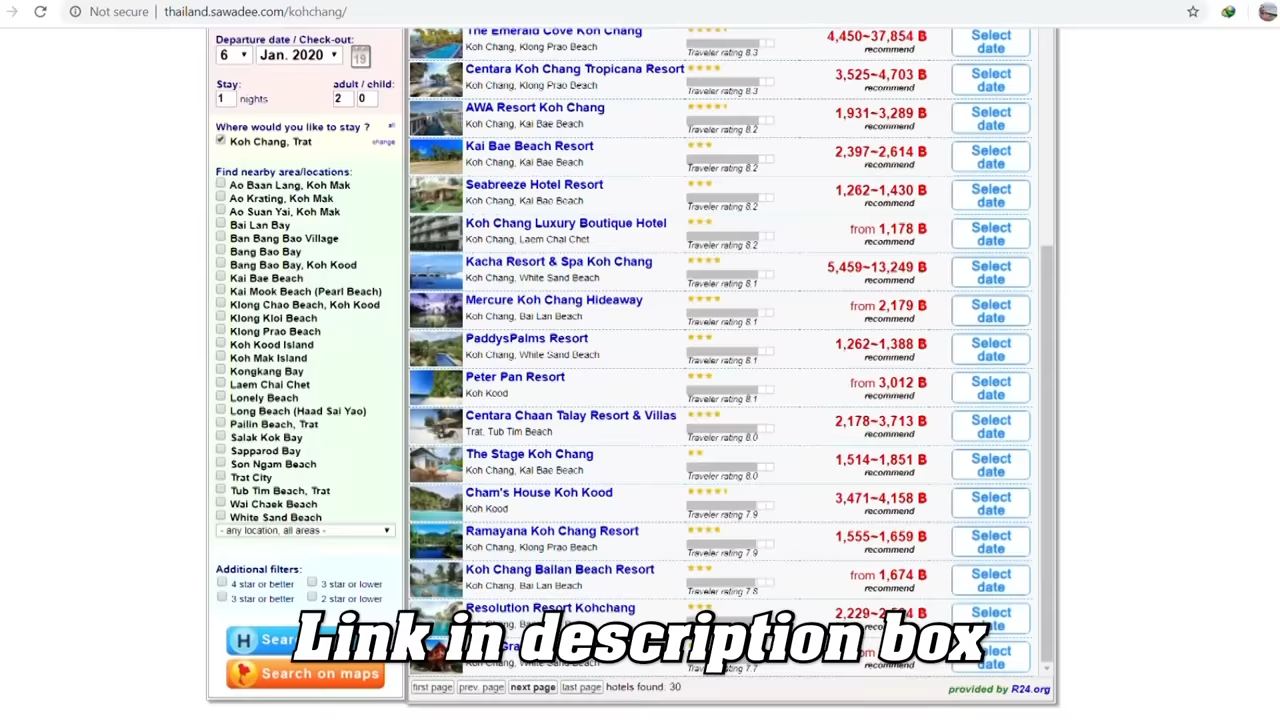 Not secure | thailand.sawadee.com/kohchang/
Departure date / Check-out:
6 Jan. 2020 19
Stay: adult / child:
1 nights 2 0
Where would you like to stay ? all
Koh Chang, Trat change
Find nearby area/locations:
Ao Baan Lang, Koh Mak
Ao Krating, Koh Mak
Ao Suan Yai, Koh Mak
Bai Lan Bay
Ban Bang Bao Village
Bang Bao Bay
Bang Bao Bay, Koh Kood
Kai Bae Beach
Kai Mook Beach (Pearl Beach)
Klong Chao Beach, Koh Kood
Klong Kloi Beach
Klong Prao Beach
Koh Kood Island
Koh Mak Island
Kongkang Bay
Laem Chai Chet
Lonely Beach
Long Beach (Haad Sai Yao)
Pailin Beach, Trat
Salak Kok Bay
Sapparod Bay
Son Ngam Beach
Trat City
Tub Tim Beach, Trat
Wai Chaek Beach
White Sand Beach
- any location, all areas -
Additional filters:
4 star or better 3 star or lower
3 star or better 2 star or lower
H Sear
Search on maps
The Emerald Cove Koh Chang 4,450~37,854 ฿ Select date
Koh Chang, Klong Prao Beach Traveler rating 8.3 recommend
Centara Koh Chang Tropicana Resort 3,525~4,703 ฿ Select date
Koh Chang, Klong Prao Beach Traveler rating 8.3 recommend
AWA Resort Koh Chang 1,931~3,289 ฿ Select date
Koh Chang, Kai Bae Beach Traveler rating 8.2 recommend
Kai Bae Beach Resort 2,397~2,614 ฿ Select date
Koh Chang, Kai Bae Beach Traveler rating 8.2 recommend
Seabreeze Hotel Resort 1,262~1,430 ฿ Select date
Koh Chang, Kai Bae Beach Traveler rating 8.2 recommend
Koh Chang Luxury Boutique Hotel from 1,178 ฿ Select date
Koh Chang, Laem Chai Chet Traveler rating 8.2 recommend
Kacha Resort & Spa Koh Chang 5,459~13,249 ฿ Select date
Koh Chang, White Sand Beach Traveler rating 8.1 recommend
Mercure Koh Chang Hideaway from 2,179 ฿ Select date
Koh Chang, Bai Lan Beach Traveler rating 8.1 recommend
PaddysPalms Resort 1,262~1,388 ฿ Select date
Koh Chang, White Sand Beach Traveler rating 8.1 recommend
Peter Pan Resort from 3,012 ฿ Select date
Koh Kood Traveler rating 8.1 recommend
Centara Chaan Talay Resort & Villas 2,178~3,713 ฿ Select date
Trat, Tub Tim Beach Traveler rating 8.0 recommend
The Stage Koh Chang 1,514~1,851 ฿ Select date
Koh Chang, Kai Bae Beach Traveler rating 8.0 recommend
Cham's House Koh Kood 3,471~4,158 ฿ Select date
Koh Kood Traveler rating 7.9 recommend
Ramayana Koh Chang Resort 1,555~1,659 ฿ Select date
Koh Chang, Klong Prao Beach Traveler rating 7.9 recommend
Koh Chang Bailan Beach Resort from 1,674 ฿ Select date
Koh Chang, Bai Lan Beach Traveler rating 7.8 recommend
Resolution Resort Kohchang Select date
Link in description box
Koh Chang, White Sand Beach Traveler rating 7.7 recommend
first page prev. page next page last page hotels found: 30
provided by R24.org